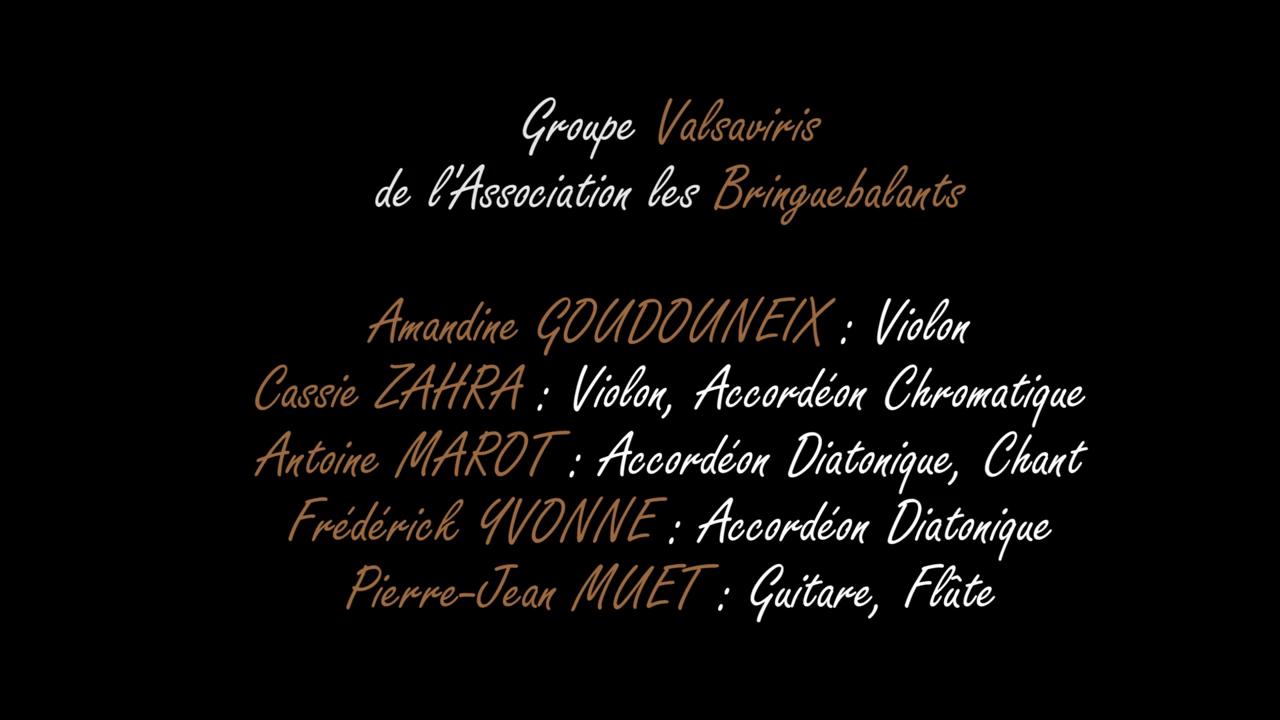 Groupe Valsaviris
de l'Association les Bringuebalants
Amandine GOUDOUNEIX : Violon
Cassie ZAHRA : Violon, Accordéon Chromatique
Antoine MAROT : Accordéon Diatonique, Chant
Frédérick YVONNE : Accordéon Diatonique
Pierre-Jean MUET : Guitare, Flûte